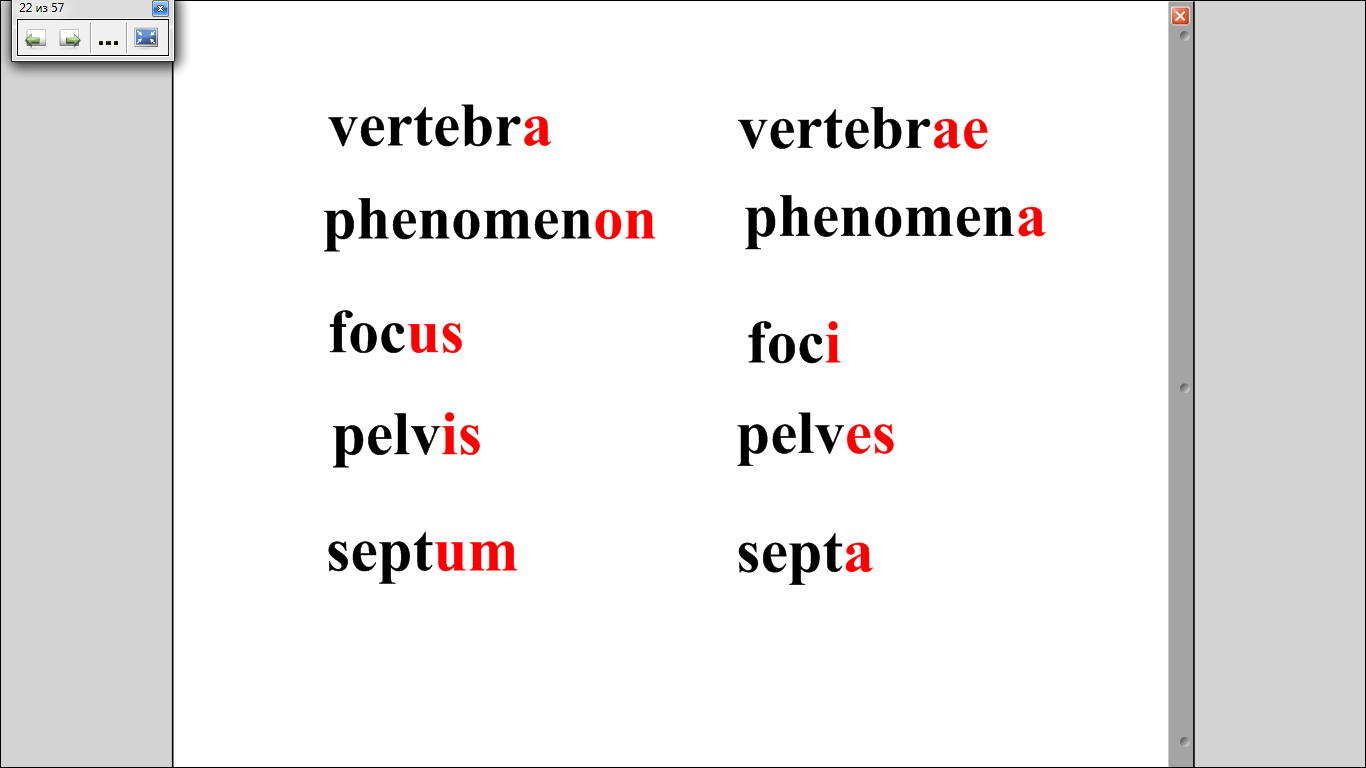 22 из 57
vertebra vertebrae
phenomenon phenomena
focus foci
pelvis pelves
septum septa